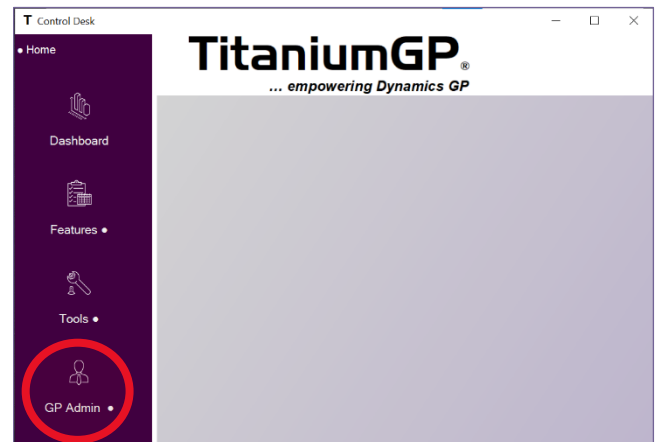 T Control Desk
● Home
TitaniumGP®
... empowering Dynamics GP
Dashboard
Features ●
Tools ●
GP Admin ●